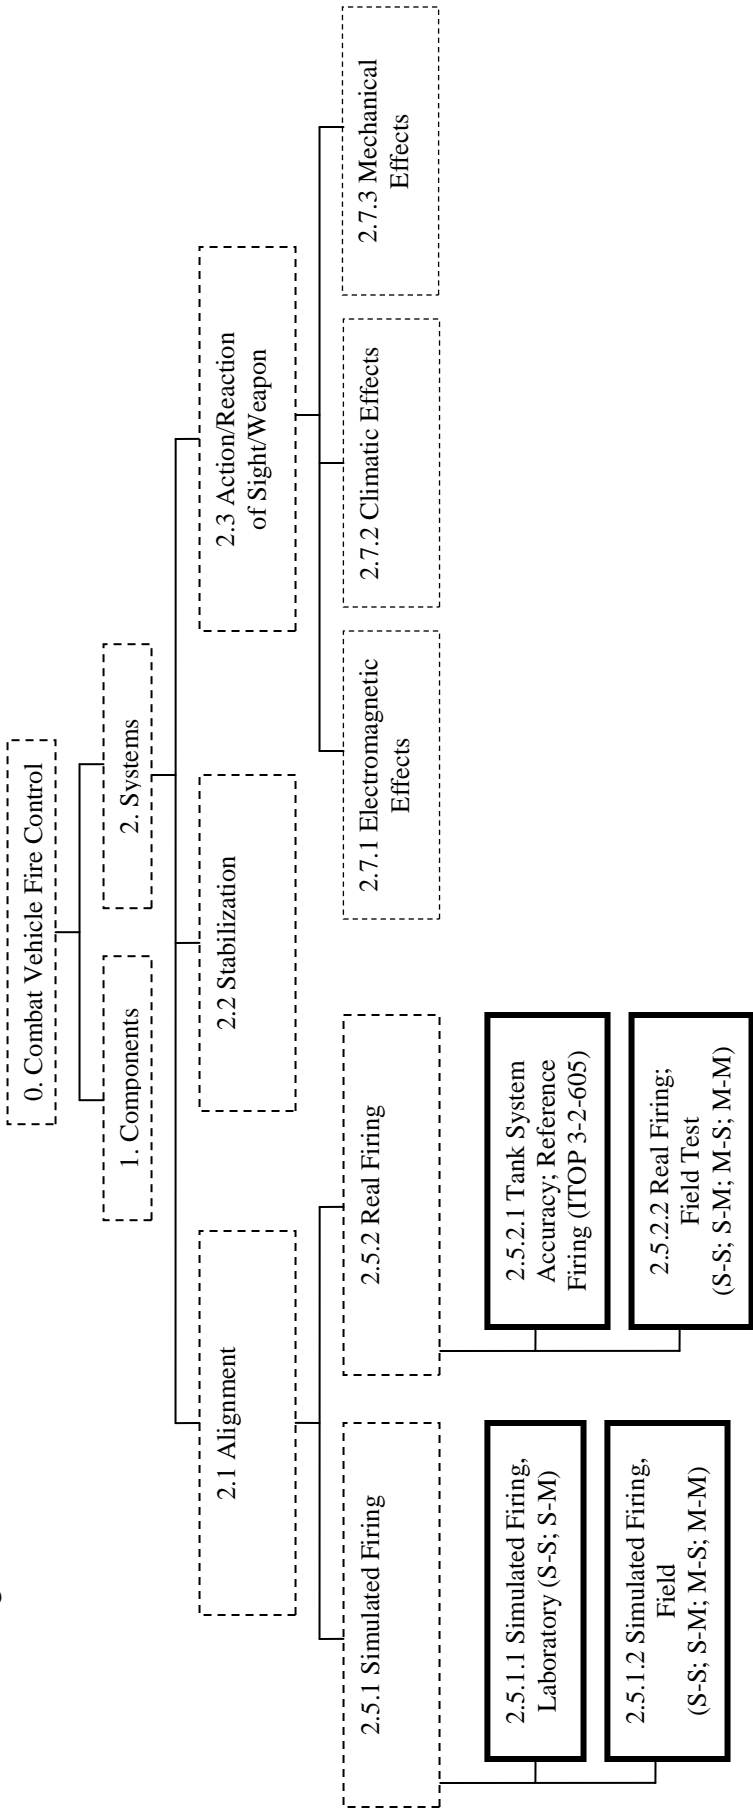 0. Combat Vehicle Fire Control
1. Components
2. Systems
2.1 Alignment
2.2 Stabilization
2.3 Action/Reaction
of Sight/Weapon
2.5.1 Simulated Firing
2.5.2 Real Firing
2.7.1 Electromagnetic
Effects
2.7.2 Climatic Effects
2.7.3 Mechanical
Effects
2.5.1.1 Simulated Firing,
Laboratory (S-S; S-M)
2.5.1.2 Simulated Firing,
Field
(S-S; S-M; M-S; M-M)
2.5.2.1 Tank System
Accuracy; Reference
Firing (ITOP 3-2-605)
2.5.2.2 Real Firing;
Field Test
(S-S; S-M; M-S; M-M)